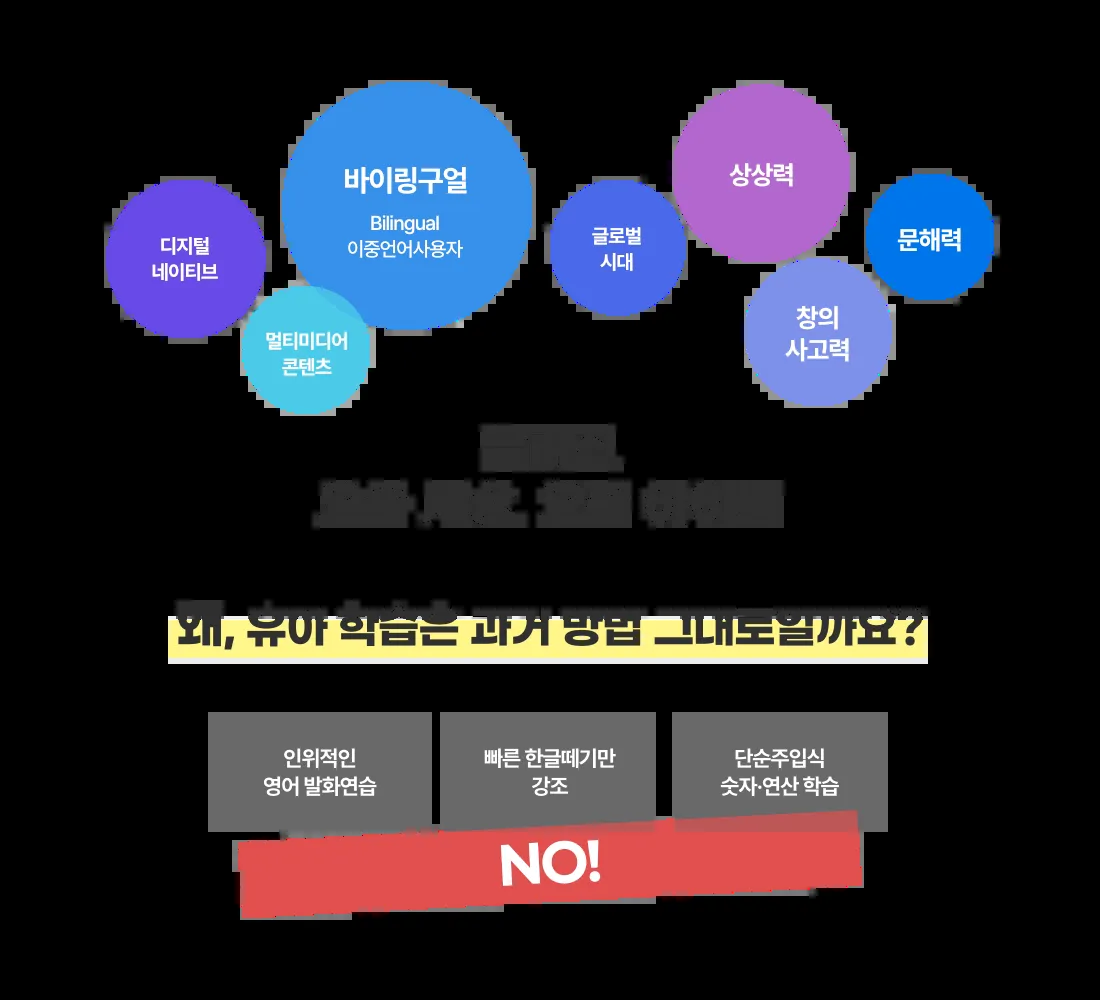 바이링구얼
Bilingual
이중언어사용자
상상력
디지털
네이티브
글로벌
시대
문해력
멀티미디어
콘텐츠
창의
사고력
왜, 유아 학습은 과거 방법 그대로일까요?
인위적인
영어 발화연습
빠른 한글떼기만
강조
단순주입식
숫자·연산 학습
NO!